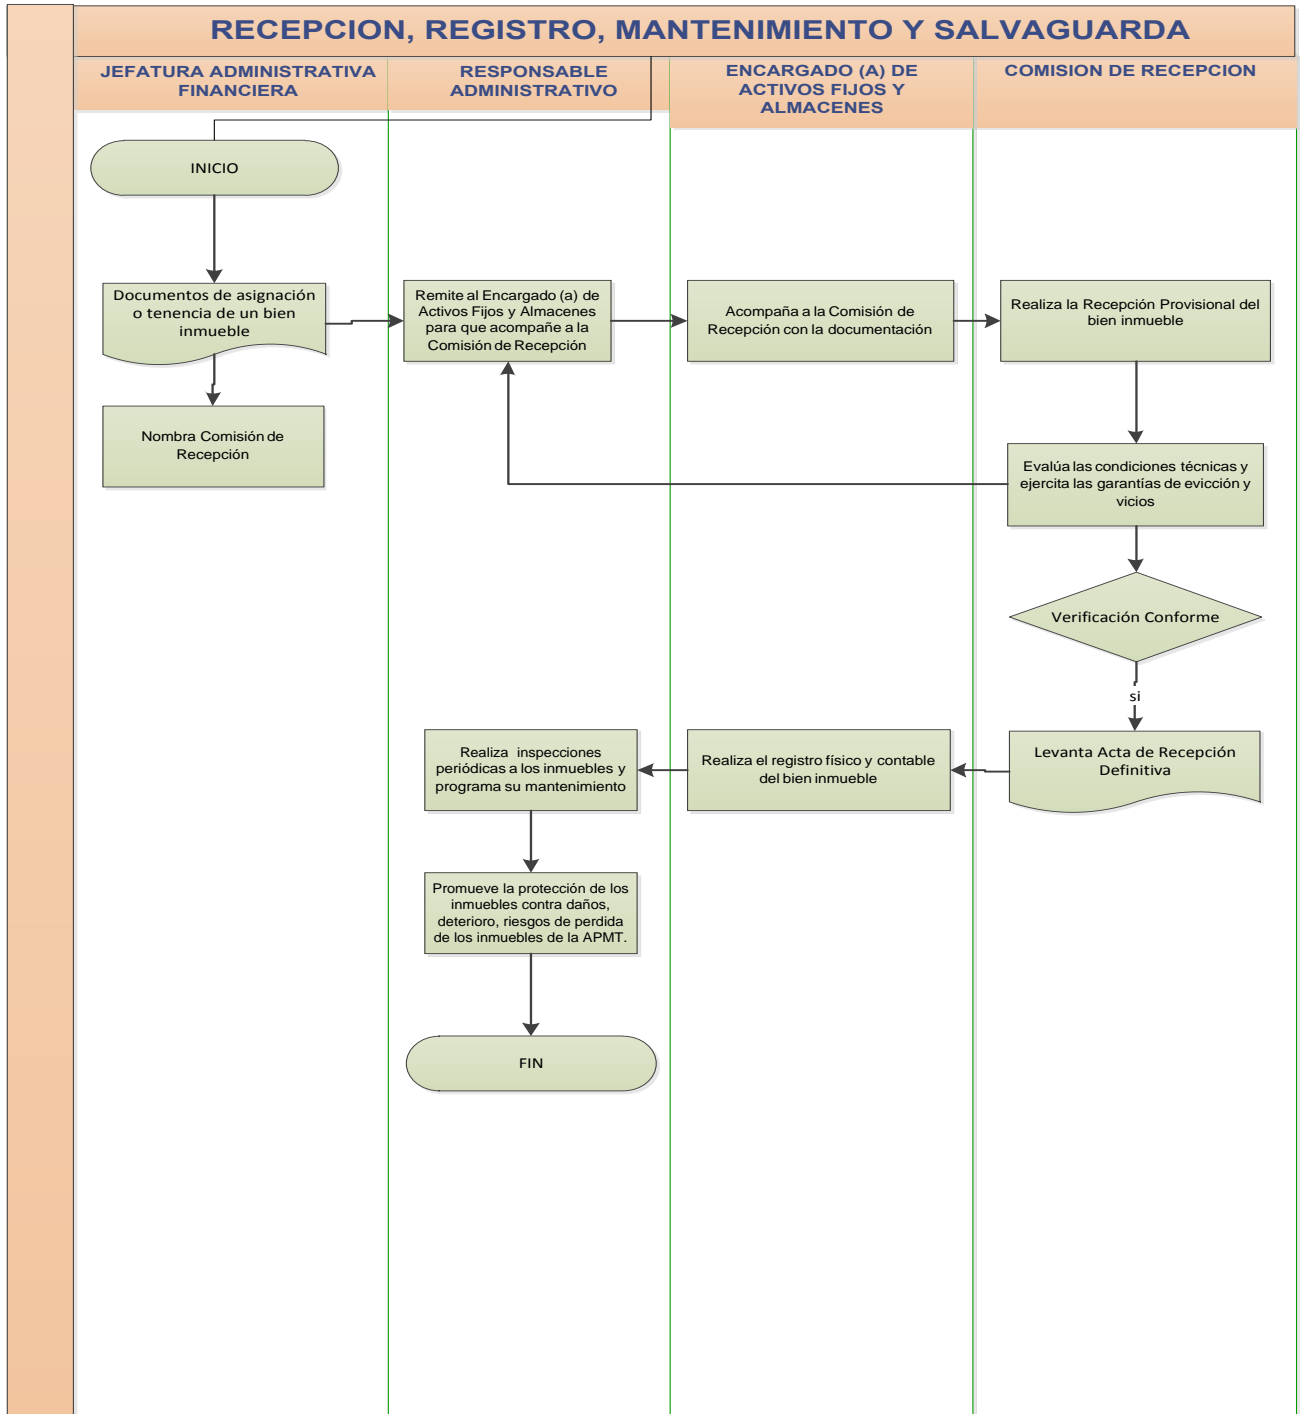 RECEPCION, REGISTRO, MANTENIMIENTO Y SALVAGUARDA
JEFATURA ADMINISTRATIVA
FINANCIERA
RESPONSABLE
ADMINISTRATIVO
ENCARGADO (A) DE
ACTIVOS FIJOS Y
ALMACENES
COMISION DE RECEPCION
INICIO
Documentos de asignación
o tenencia de un bien
inmueble
Remite al Encargado (a) de
Activos Fijos y Almacenes
para que acompañe a la
Comisión de Recepción
Acompaña a la Comisión de
Recepción con la documentación
Realiza la Recepción Provisional del
bien inmueble
Nombra Comisión de
Recepción
Evalúa las condiciones técnicas y
ejercita las garantías de evicción y
vicios
Verificación Conforme
si
Levanta Acta de Recepción
Definitiva
Realiza el registro físico y contable
del bien inmueble
Realiza inspecciones
periódicas a los inmuebles y
programa su mantenimiento
Promueve la protección de los
inmuebles contra daños,
deterioro, riesgos de perdida
de los inmuebles de la APMT.
FIN